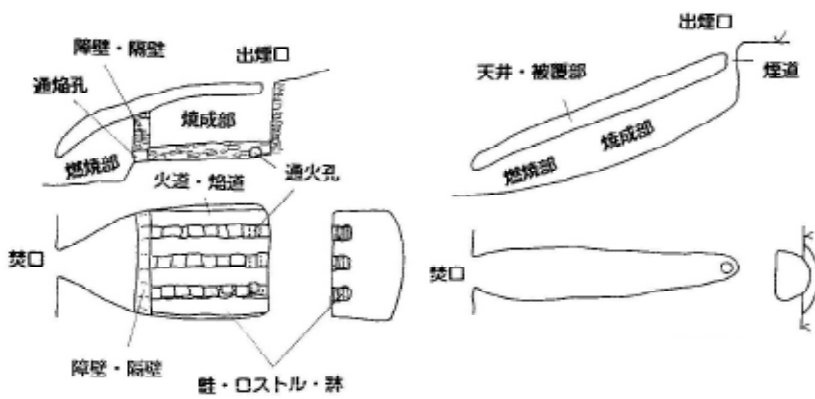 障壁・隔壁
出煙口
通焔孔
焼成部
燃焼部
通火孔
火道・焔道
焚口
障壁・隔壁
畦・ロストル・牀
出煙口
煙道
天井・被覆部
焼成部
燃焼部
焚口